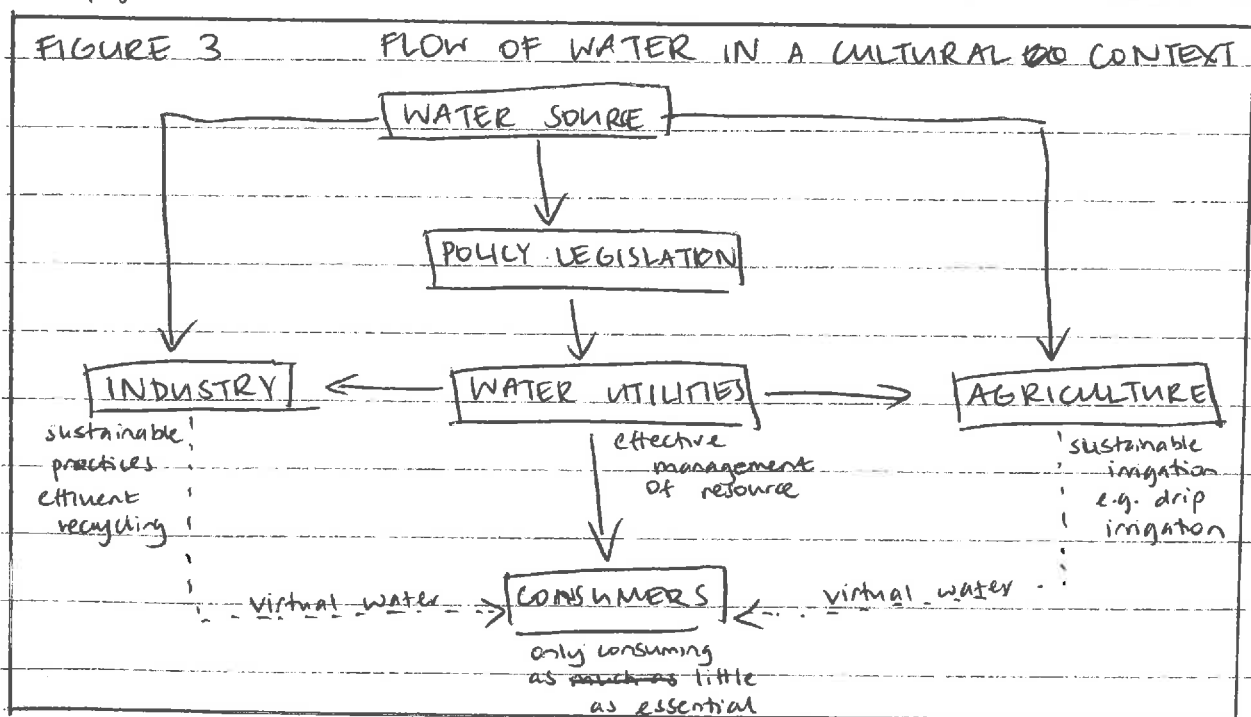 FIGURE 3 FLOW OF WATER IN A CULTURAL CONTEXT
WATER SOURCE
POLICY LEGISLATION
INDUSTRY
WATER UTILITIES
AGRICULTURE
sustainable
practices
effluent
recycling
effective
management
of resource
sustainable
irrigation
e.g. drip
irrigation
virtual water
CONSUMERS
virtual water
only consuming
as much as little
as essential